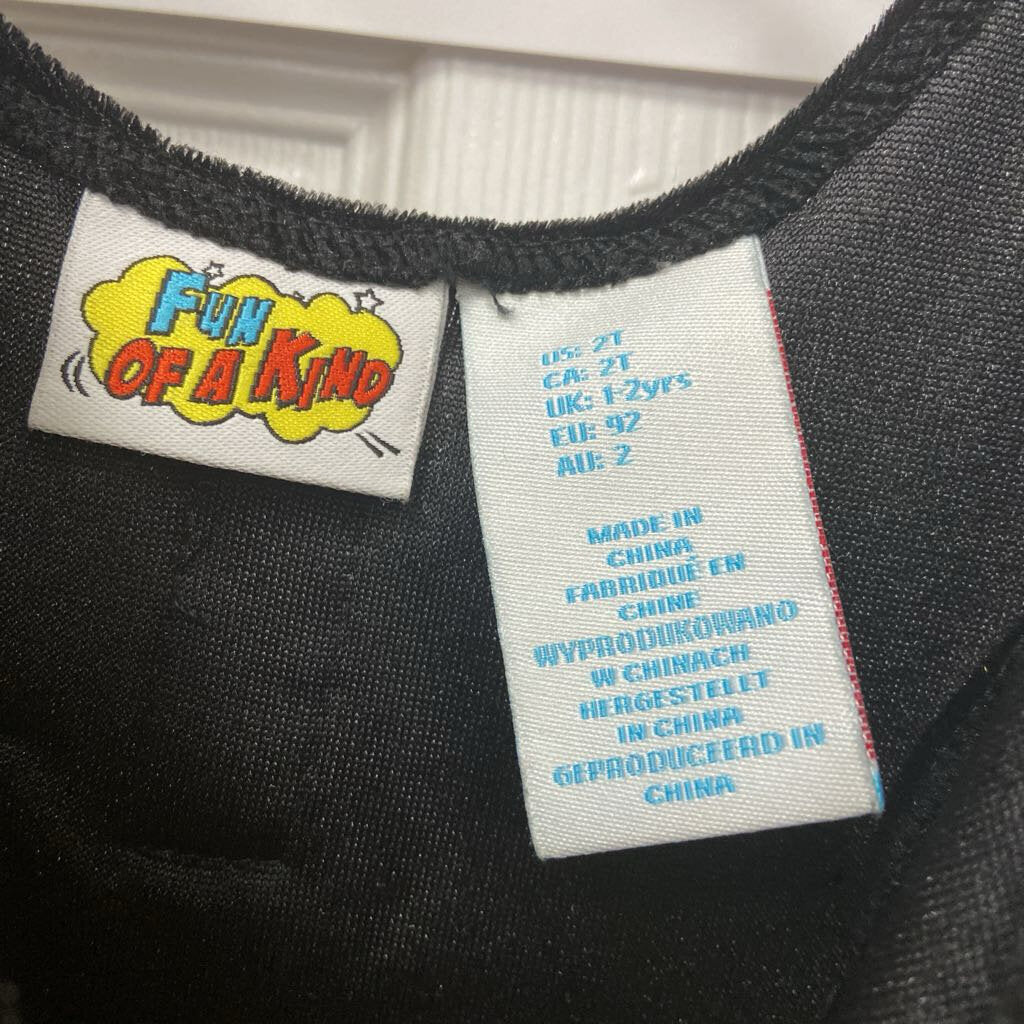 FUN
OF A KIND
US: 2T
CA: 2T
UK: 1-2yrs
EU: 92
AU: 2
MADE IN
CHINA
FABRIQUÉ EN
CHINE
WYPRODUKOWANO
W CHINACH
HERGESTELLT
IN CHINA
GEPRODUCEERD IN
CHINA